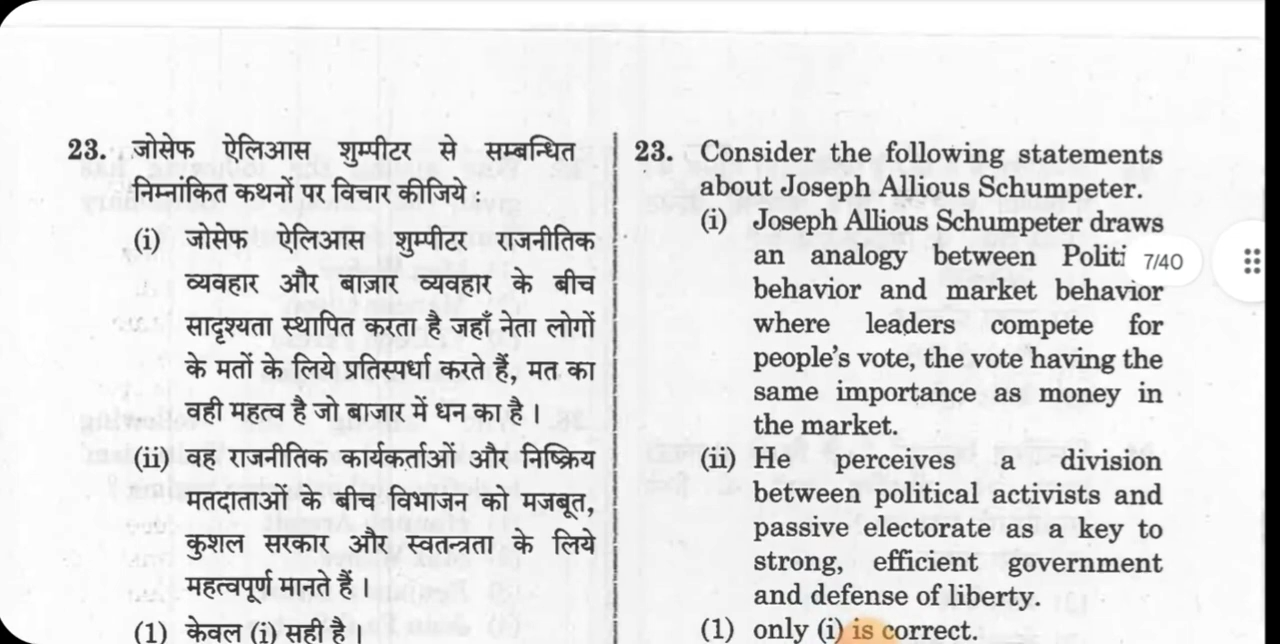 23. जोसेफ ऐलिआस शुम्पीटर मे सम्बन्धित
निम्नांकित कथनों पर विचार कीजिये :
(i) जोसेफ ऐलिआस शुम्पीटर राजनीतिक
व्यवहार और बाज़ार व्यवहार के बीच
सादृश्यता स्थापित करता है जहाँ नेता लोगों
के मतों के लिये प्रतिस्पर्धा करते हैं, मत का
वही महत्व है जो बाजार में धन का है ।
(ii) वह राजनीतिक कार्यकर्ताओं और निष्क्रिय
मतदाताओं के बीच विभाजन को मजबूत,
कुशल सरकार और स्वतन्त्रता के लिये
महत्वपूर्ण मानते हैं ।
(1) केवल (i) सही है ।
23. Consider the following statements
about Joseph Allious Schumpeter.
(i) Joseph Allious Schumpeter draws
an analogy between Politi
behavior and market behavior
where leaders compete for
people's vote, the vote having the
same importance as money in
the market.
(ii) He perceives a division
between political activists and
passive electorate as a key to
strong, efficient government
and defense of liberty.
(1) only (i) is correct.
7/40